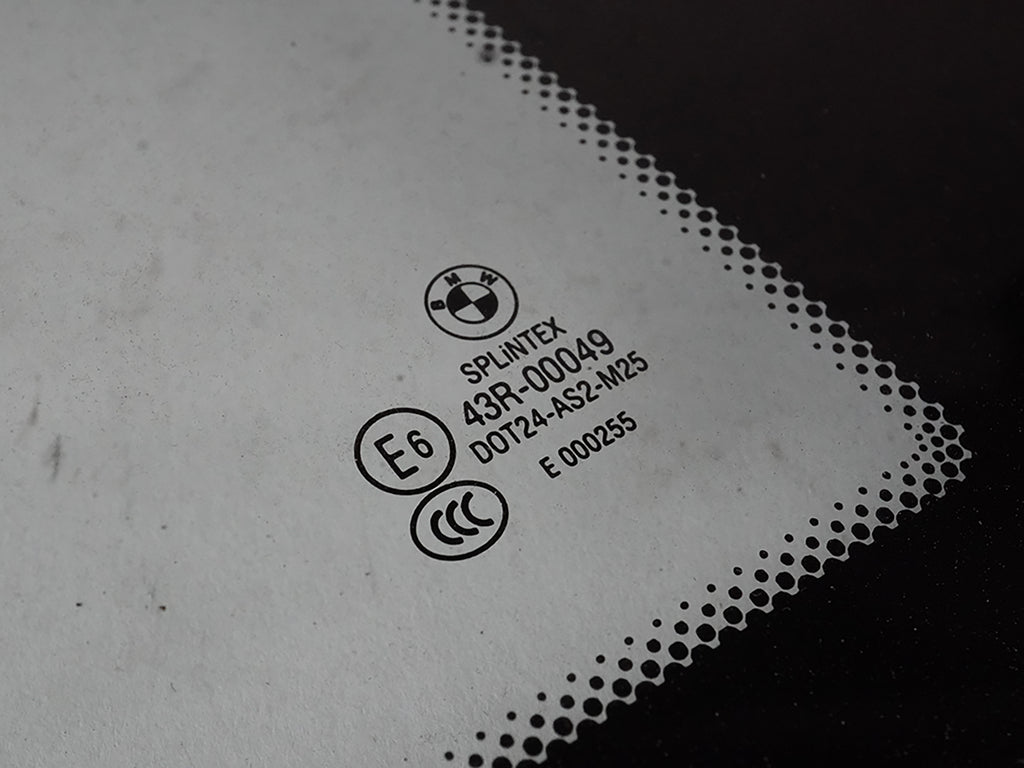 BMW
SPLiNTEX
43R-00049
DOT24-AS2-M25
E 000255
E6
CCC